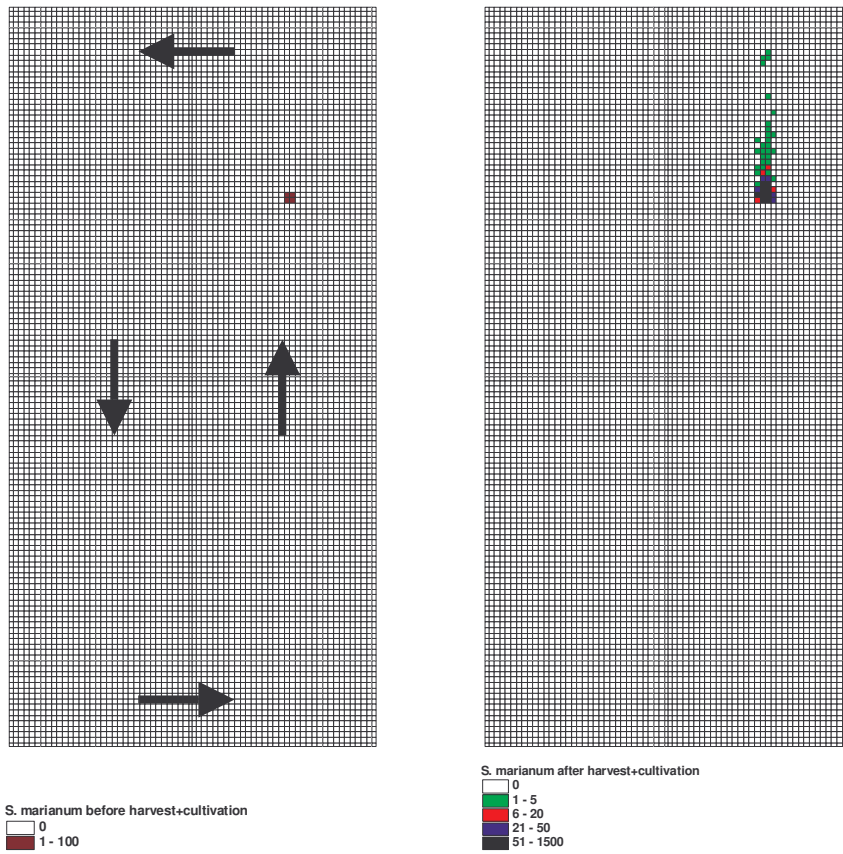 S. marianum before harvest+cultivation
0
1 - 100
S. marianum after harvest+cultivation
0
1 - 5
6 - 20
21 - 50
51 - 1500